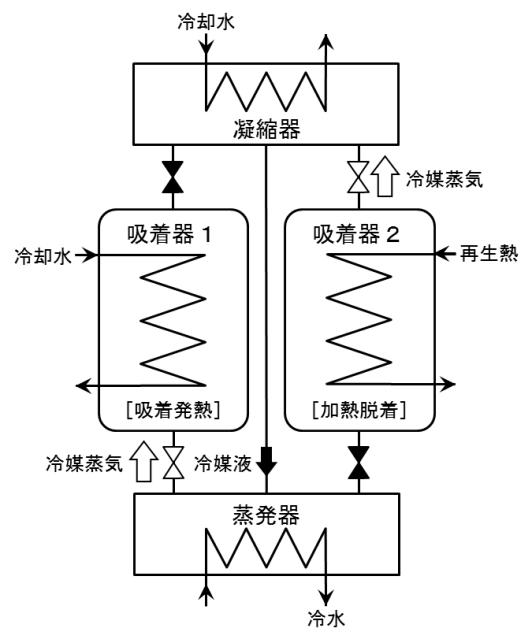 冷却水
凝縮器
冷媒蒸気
吸着器1
吸着器2
冷却水
再生熱
[吸着発熱]
[加熱脱着]
冷媒蒸気
冷媒液
蒸発器
冷水